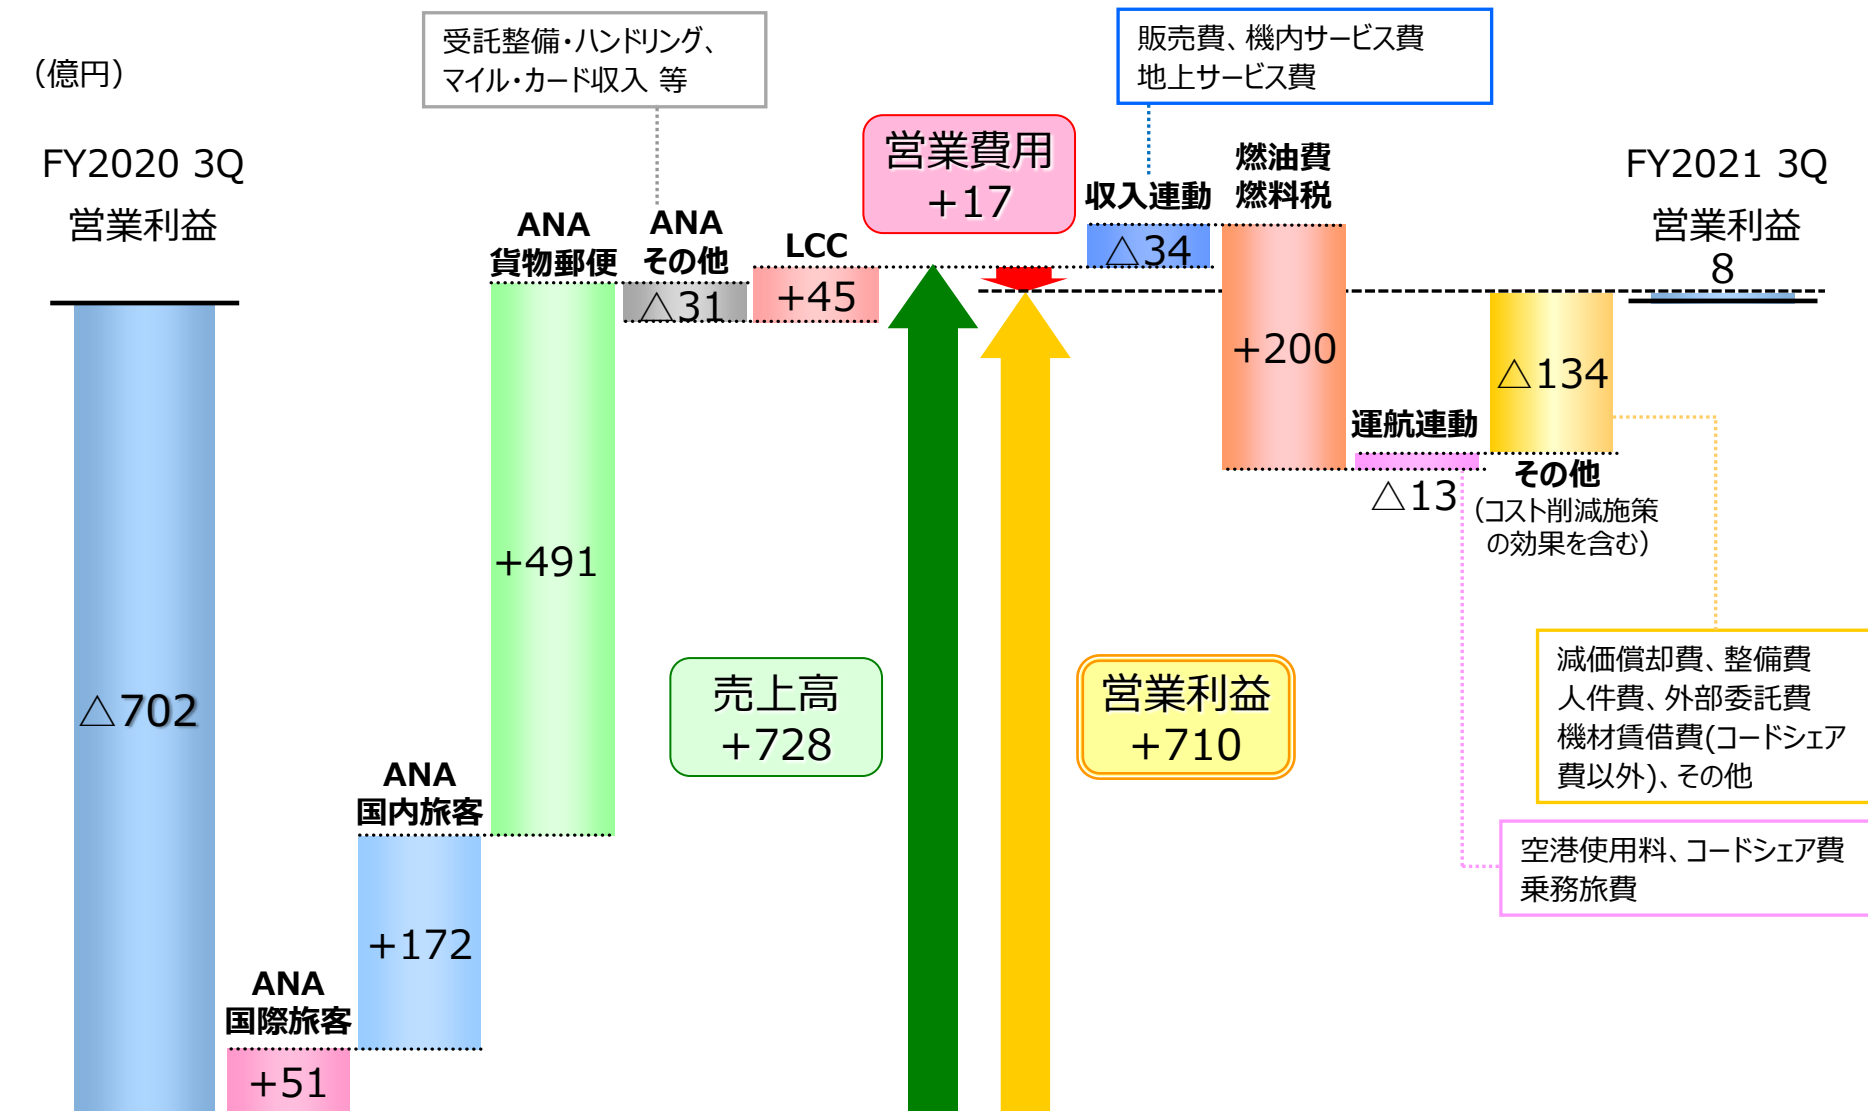 （億円）
FY2020 3Q
営業利益
△702
ANA
国際旅客
+51
ANA
国内旅客
+172
ANA
貨物郵便
+491
受託整備・ハンドリング、
マイル・カード収入 等
ANA
その他
△31
LCC
+45
売上高
+728
営業費用
+17
営業利益
+710
販売費、機内サービス費
地上サービス費
収入連動
△34
燃油費
燃料税
+200
運航連動
△13
△134
その他
（コスト削減施策
の効果を含む）
FY2021 3Q
営業利益
8
減価償却費、整備費
人件費、外部委託費
機材賃借費(コードシェア
費以外)、その他
空港使用料、コードシェア費
乗務旅費